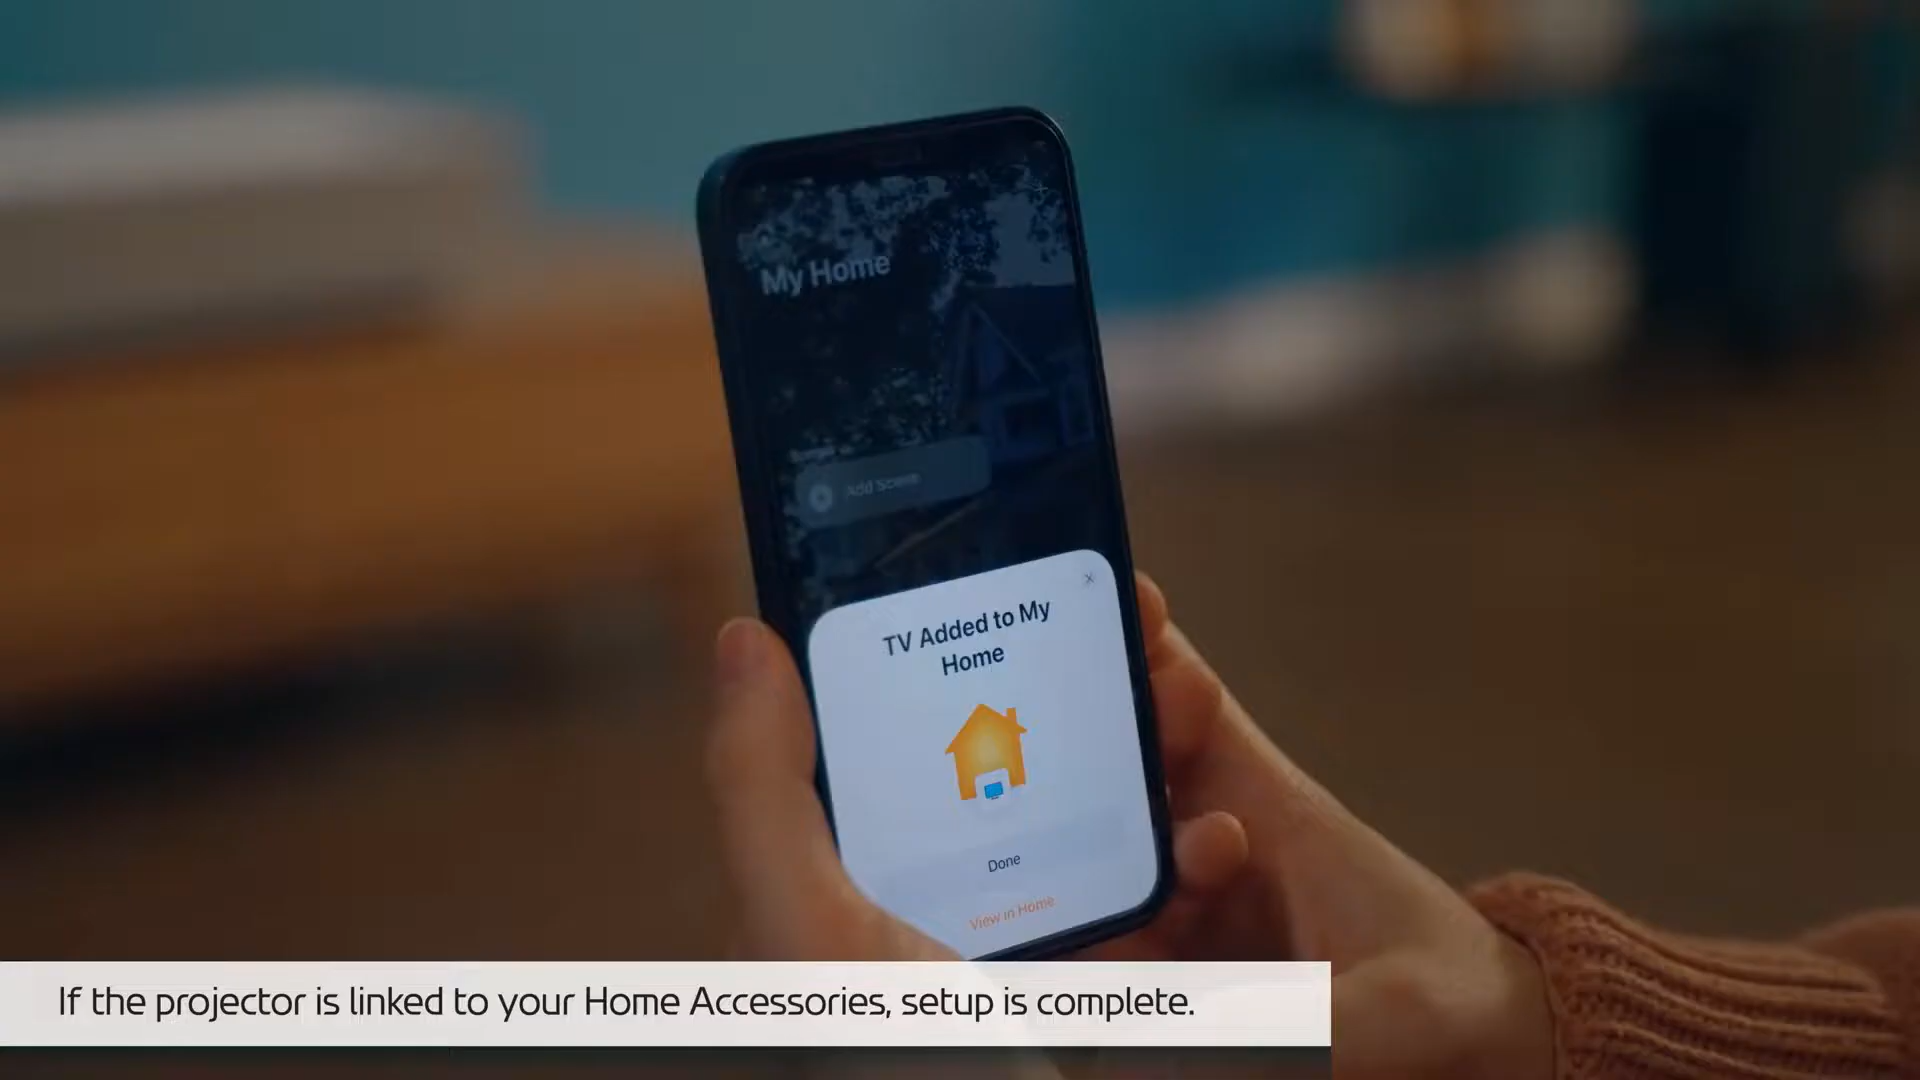 My Home
Add Scene
TV Added to My
Home
Done
View in Home
If the projector is linked to your Home Accessories, setup is complete.